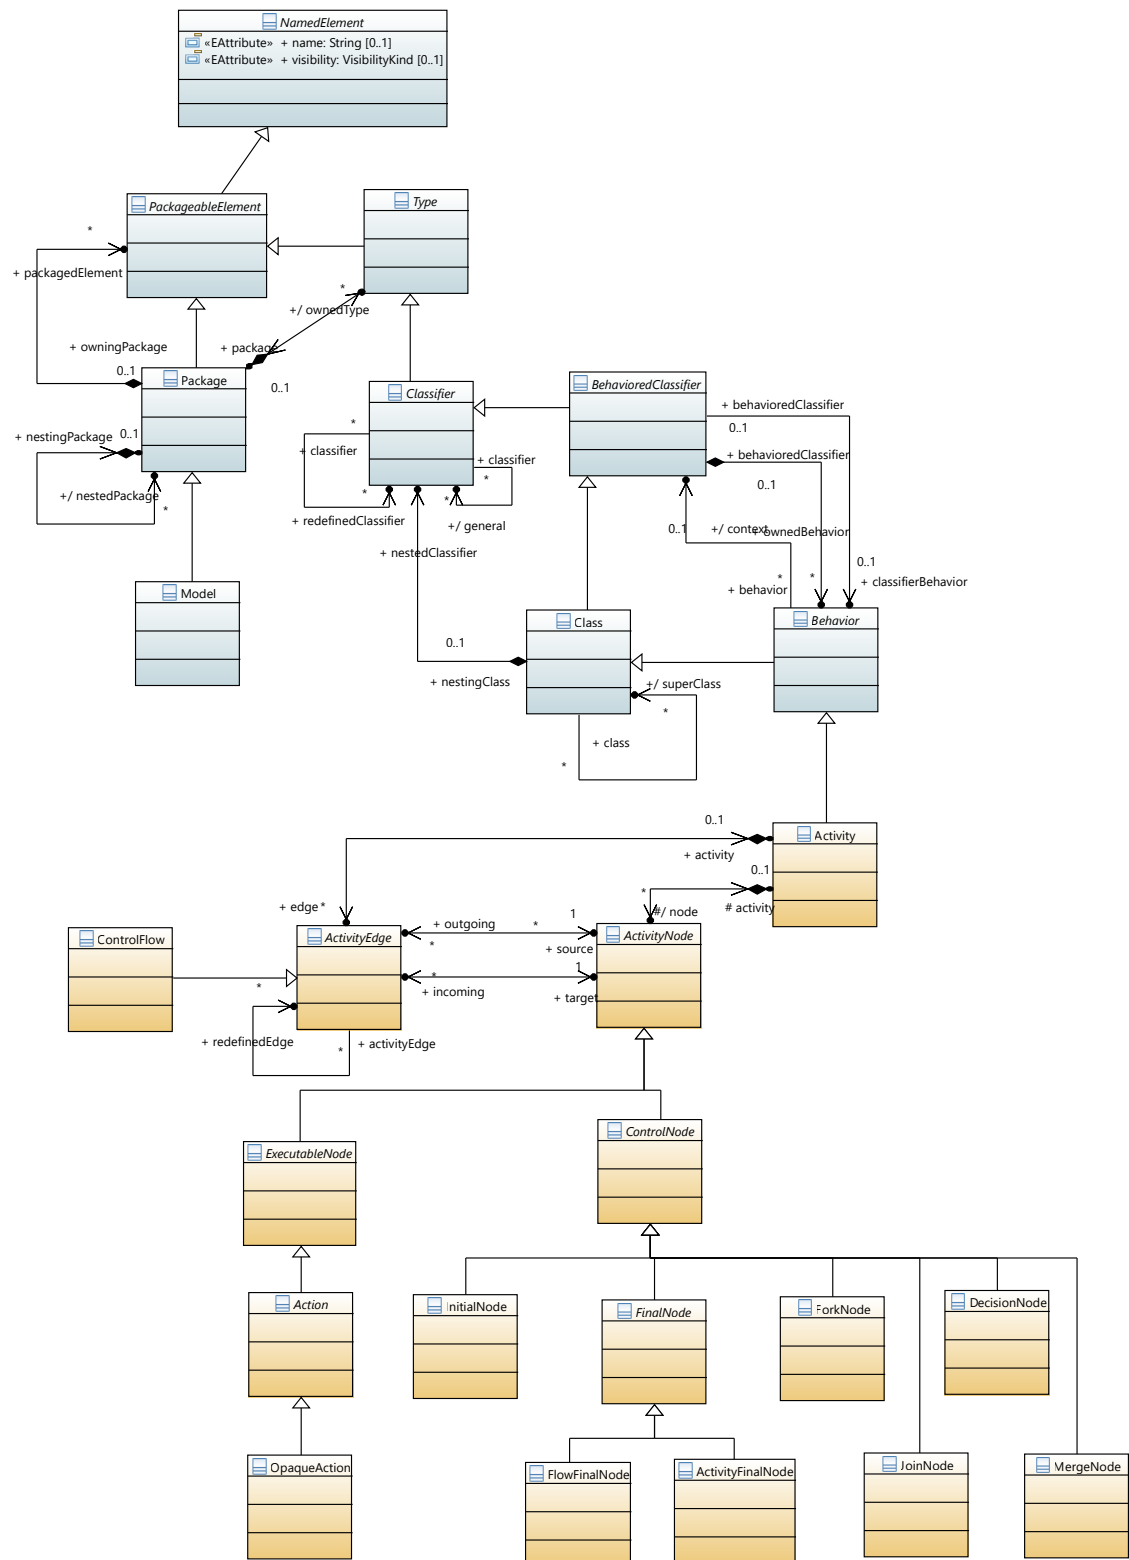 NamedElement
«EAttribute» + name: String [0..1]
«EAttribute» + visibility: VisibilityKind [0..1]
PackageableElement
Type
*
+ packagedElement
*
+/ ownedType
+ owningPackage
+ package
0..1
0..1
Package
Classifier
BehavioredClassifier
+ behavioredClassifier
0..1
+ nestingPackage
0..1
*
+ classifier
+ classifier
*
+ behavioredClassifier
0..1
+/ nestedPackage
*
*
*
+ redefinedClassifier
+/ general
+ nestedClassifier
0..1
+/ context
+ ownedBehavior
0..1
*
*
+ classifierBehavior
+ behavior
Model
Class
Behavior
0..1
+ nestingClass
+/ superClass
*
+ class
*
0..1
+ activity
Activity
0..1
*
# activity
+ edge
*
#/ node
1
+ outgoing
*
ControlFlow
ActivityEdge
ActivityNode
*
+ source
1
*
*
+ incoming
+ target
+ redefinedEdge
*
+ activityEdge
ExecutableNode
ControlNode
Action
InitialNode
FinalNode
ForkNode
DecisionNode
OpaqueAction
FlowFinalNode
ActivityFinalNode
JoinNode
MergeNode